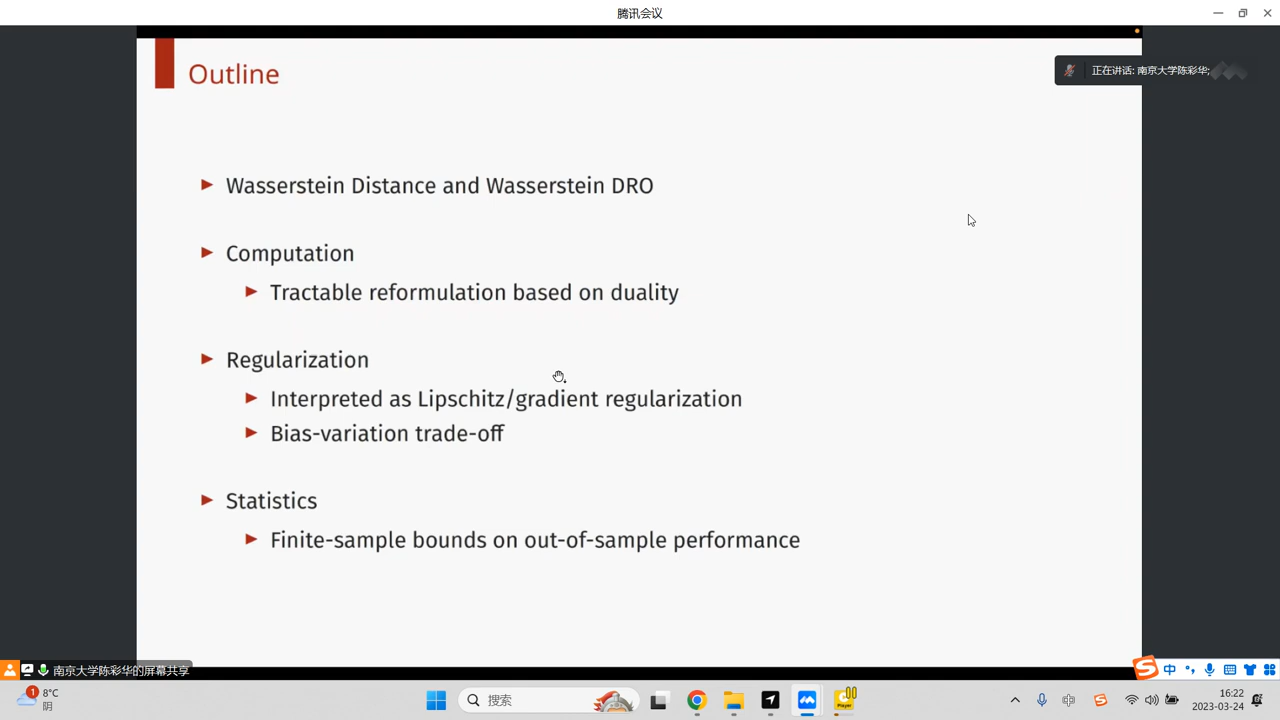 腾讯会议
Outline
正在讲话: 南京大学陈彩华;
Wasserstein Distance and Wasserstein DRO
Computation
Tractable reformulation based on duality
Regularization
Interpreted as Lipschitz/gradient regularization
Bias-variation trade-off
Statistics
Finite-sample bounds on out-of-sample performance
南京大学陈彩华的屏幕共享
中
1
8°C
阴
搜索
Player
16:22
2023-03-24